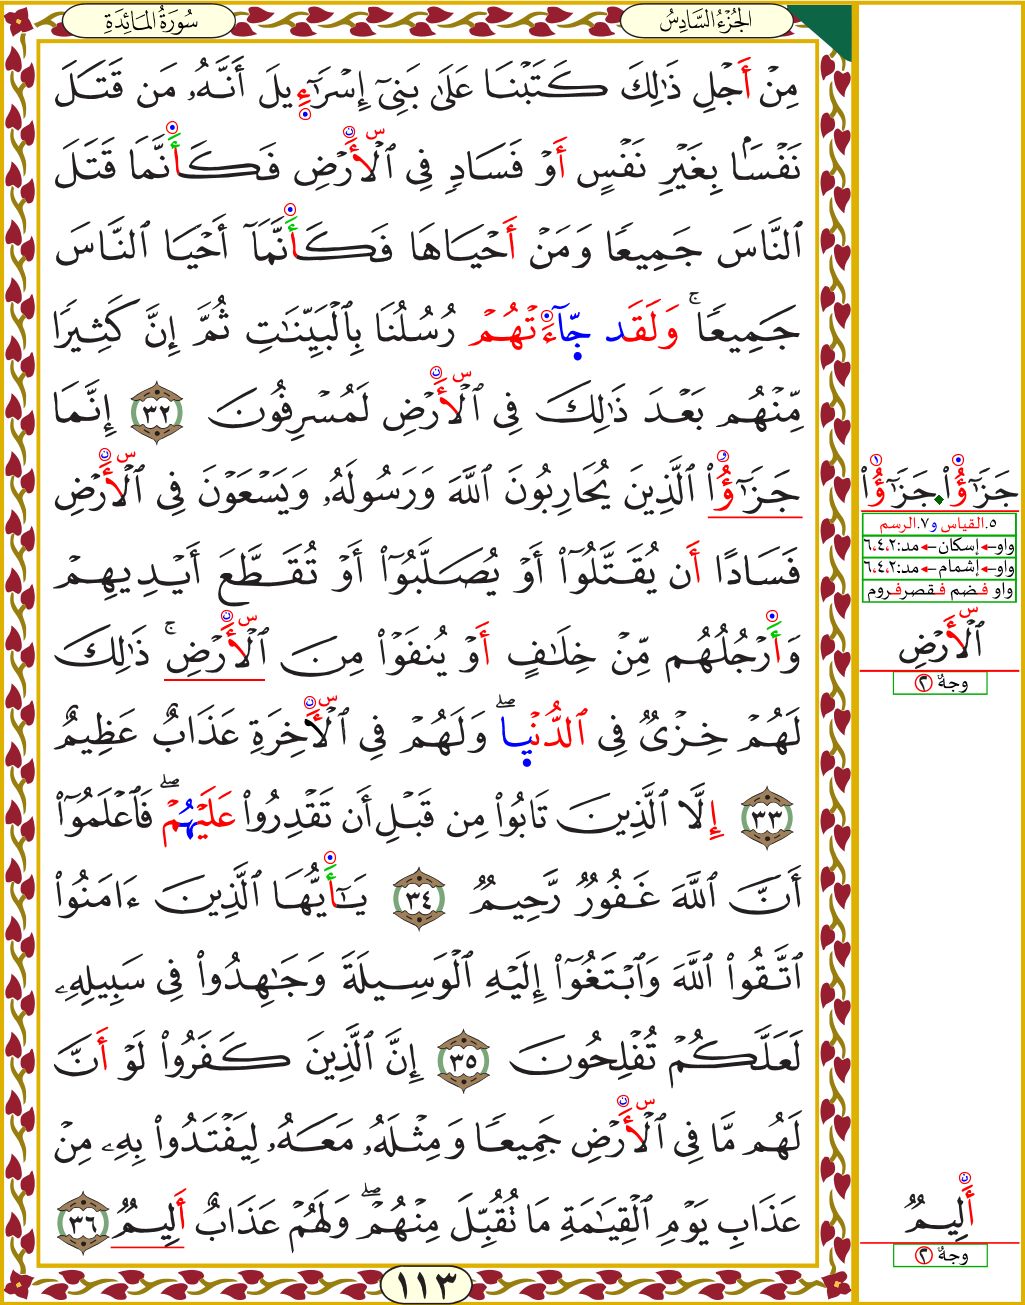 سُورَةُ المَائِدَةِ
الجُزْءُ السَّادِسُ
مِنْ أَجْلِ ذَٰلِكَ كَتَبْنَا عَلَىٰ بَنِىٓ إِسْرَٰٓءِيلَ أَنَّهُۥ مَن قَتَلَ
نَفْسَۢا بِغَيْرِ نَفْسٍ أَوْ فَسَادٍ فِى ٱلْأَرْضِ فَكَأَنَّمَا قَتَلَ
ٱلنَّاسَ جَمِيعًا وَمَنْ أَحْيَاهَا فَكَأَنَّمَآ أَحْيَا ٱلنَّاسَ
جَمِيعًا ۚ وَلَقَد جَّآءَتْهُمْ رُسُلُنَا بِٱلْبَيِّنَٰتِ ثُمَّ إِنَّ كَثِيرًا
مِّنْهُم بَعْدَ ذَٰلِكَ فِى ٱلْأَرْضِ لَمُسْرِفُونَ ٣٢ إِنَّمَا
جَزَٰٓؤُا۟ ٱلَّذِينَ يُحَارِبُونَ ٱللَّهَ وَرَسُولَهُۥ وَيَسْعَوْنَ فِى ٱلْأَرْضِ
فَسَادًا أَن يُقَتَّلُوٓا۟ أَوْ يُصَلَّبُوٓا۟ أَوْ تُقَطَّعَ أَيْدِيهِمْ
وَأَرْجُلُهُم مِّنْ خِلَٰفٍ أَوْ يُنفَوْا۟ مِنَ ٱلْأَرْضِ ۚ ذَٰلِكَ
لَهُمْ خِزْىٌ فِى ٱلدُّنْيَا ۖ وَلَهُمْ فِى ٱلْأَخِرَةِ عَذَابٌ عَظِيمٌ
٣٣ إِلَّا ٱلَّذِينَ تَابُوا۟ مِن قَبْلِ أَن تَقْدِرُوا۟ عَلَيْهُمْ ۖ فَٱعْلَمُوٓا۟
أَنَّ ٱللَّهَ غَفُورٌ رَّحِيمٌ ٣٤ يَٰٓأَيُّهَا ٱلَّذِينَ ءَامَنُوا۟
ٱتَّقُوا۟ ٱللَّهَ وَٱبْتَغُوٓا۟ إِلَيْهِ ٱلْوَسِيلَةَ وَجَٰهِدُوا۟ فِى سَبِيلِهِۦ
لَعَلَّكُمْ تُفْلِحُونَ ٣٥ إِنَّ ٱلَّذِينَ كَفَرُوا۟ لَوْ أَنَّ
لَهُم مَّا فِى ٱلْأَرْضِ جَمِيعًا وَمِثْلَهُۥ مَعَهُۥ لِيَفْتَدُوا۟ بِهِۦ مِنْ
عَذَابِ يَوْمِ ٱلْقِيَٰمَةِ مَا تُقُبِّلَ مِنْهُمْ ۖ وَلَهُمْ عَذَابٌ أَلِيمٌ ٣٦
١١٣
جَزَٰٓؤُا۟ جَزَٰٓؤُا۟
٥.القياس و٧.الرسم
واو←إسكان←مد:٦،٤،٢
واو←إشمام←مد:٦،٤،٢
واو فضم فقصرفروم
ٱلْأَرْضِ
وجهٌ ٢
أَلِيمٌ
وجهٌ ٢